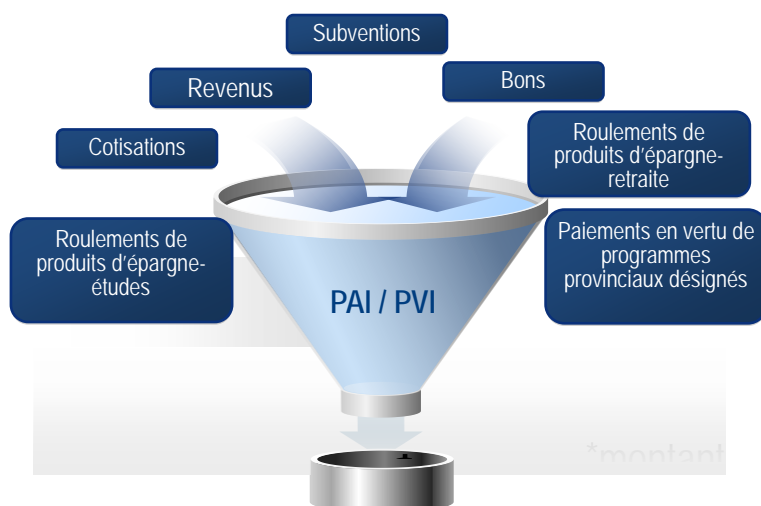 Subventions
Revenus
Bons
Cotisations
Roulements de
produits d'épargne-
retraite
Roulements de
produits d'épargne-
études
Paiements en vertu de
programmes
provinciaux désignés
PAI / PVI
*montant